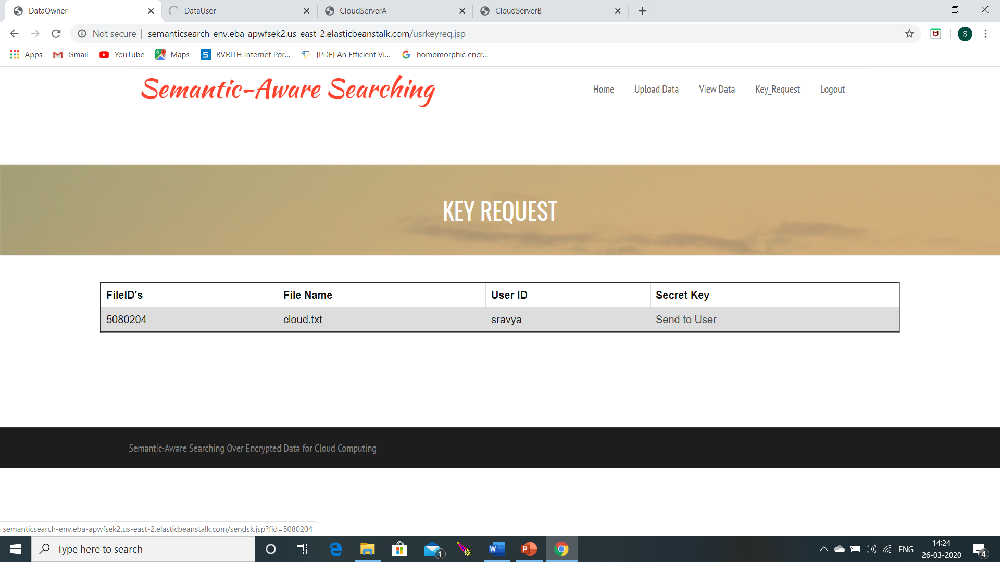 DataOwner
DataUser
CloudServerA
CloudServerB
Not secure | semanticsearch-env.eba-apwfsek2.us-east-2.elasticbeanstalk.com/usrkeyreq.jsp
S
Apps
Gmail
YouTube
Maps
S
BVRITH Internet Por...
[PDF] An Efficient Vi...
homomorphic encr...
Semantic-Aware Searching
Home
Upload Data
View Data
Key_Request
Logout
KEY REQUEST
FileID's File Name User ID Secret Key
5080204 cloud.txt sravya Send to User
Semantic-Aware Searching Over Encrypted Data for Cloud Computing
semanticsearch-env.eba-apwfsek2.us-east-2.elasticbeanstalk.com/sendsk.jsp?fid=5080204
Type here to search
1
W
P
ENG
14:24
26-03-2020
4